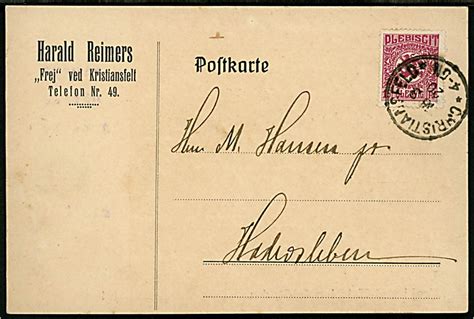 Harald Reimers
„Frej“ ved Kristiansfelt
Telefon Nr. 49.
Postkarte
PLEBISCIT
CHRISTIANSFELD
Herrn M. Hansen jr
Hadersleben